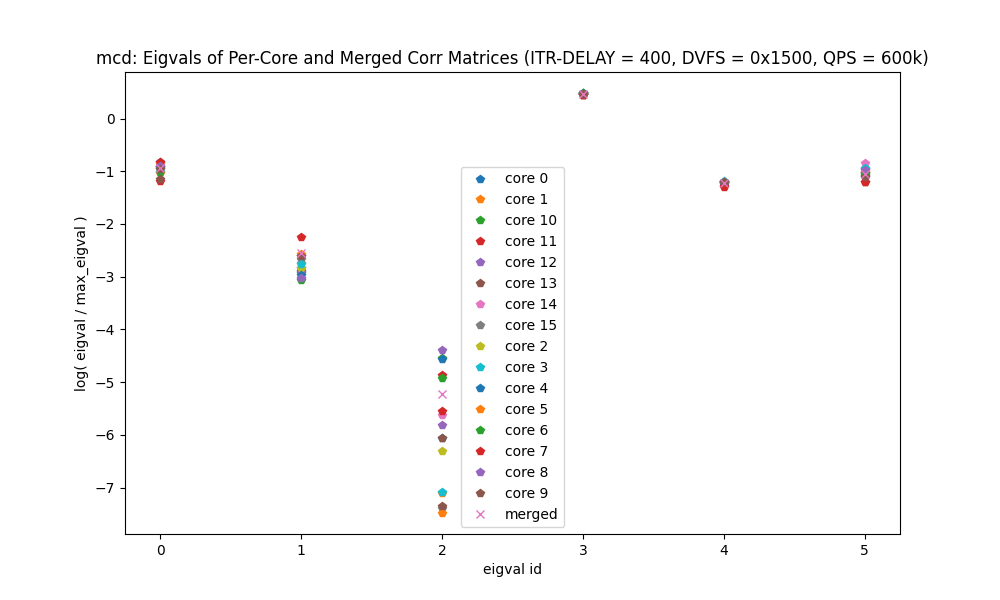 mcd: Eigvals of Per-Core and Merged Corr Matrices (ITR-DELAY = 400, DVFS = 0x1500, QPS = 600k)
log( eigval / max_eigval )
0
−1
−2
−3
−4
−5
−6
−7
core 0
core 1
core 10
core 11
core 12
core 13
core 14
core 15
core 2
core 3
core 4
core 5
core 6
core 7
core 8
core 9
merged
0 1 2 3 4 5
eigval id